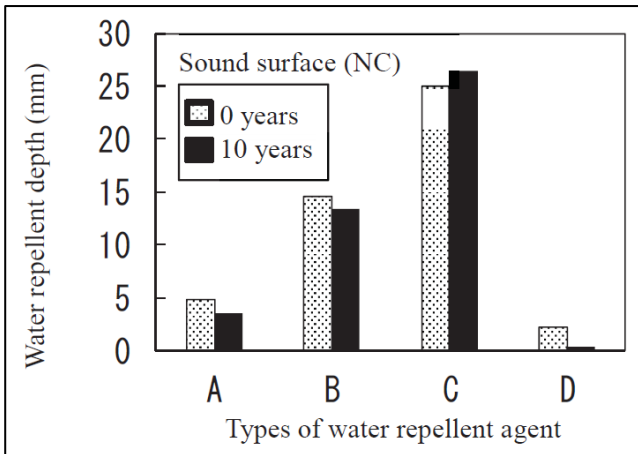 30
25
20
15
10
5
0
Water repellent depth (mm)
Sound surface (NC)
0 years
10 years
A B C D
Types of water repellent agent